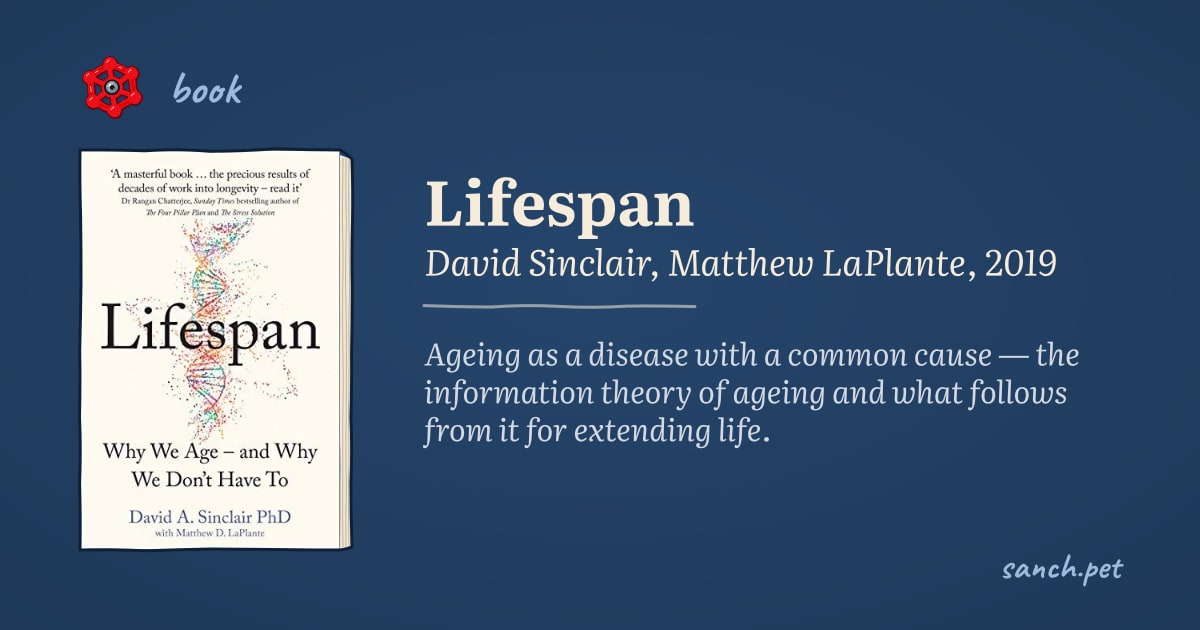 book
‘A masterful book … the precious results of
decades of work into longevity – read it’
Dr Rangan Chatterjee, Sunday Times bestselling author of
The Four Pillar Plan and The Stress Solution
Lifespan
Why We Age – and Why
We Don’t Have To
David A. Sinclair PhD
with Matthew D. LaPlante
Lifespan
David Sinclair, Matthew LaPlante, 2019
Ageing as a disease with a common cause — the
information theory of ageing and what follows
from it for extending life.
sanch.pet